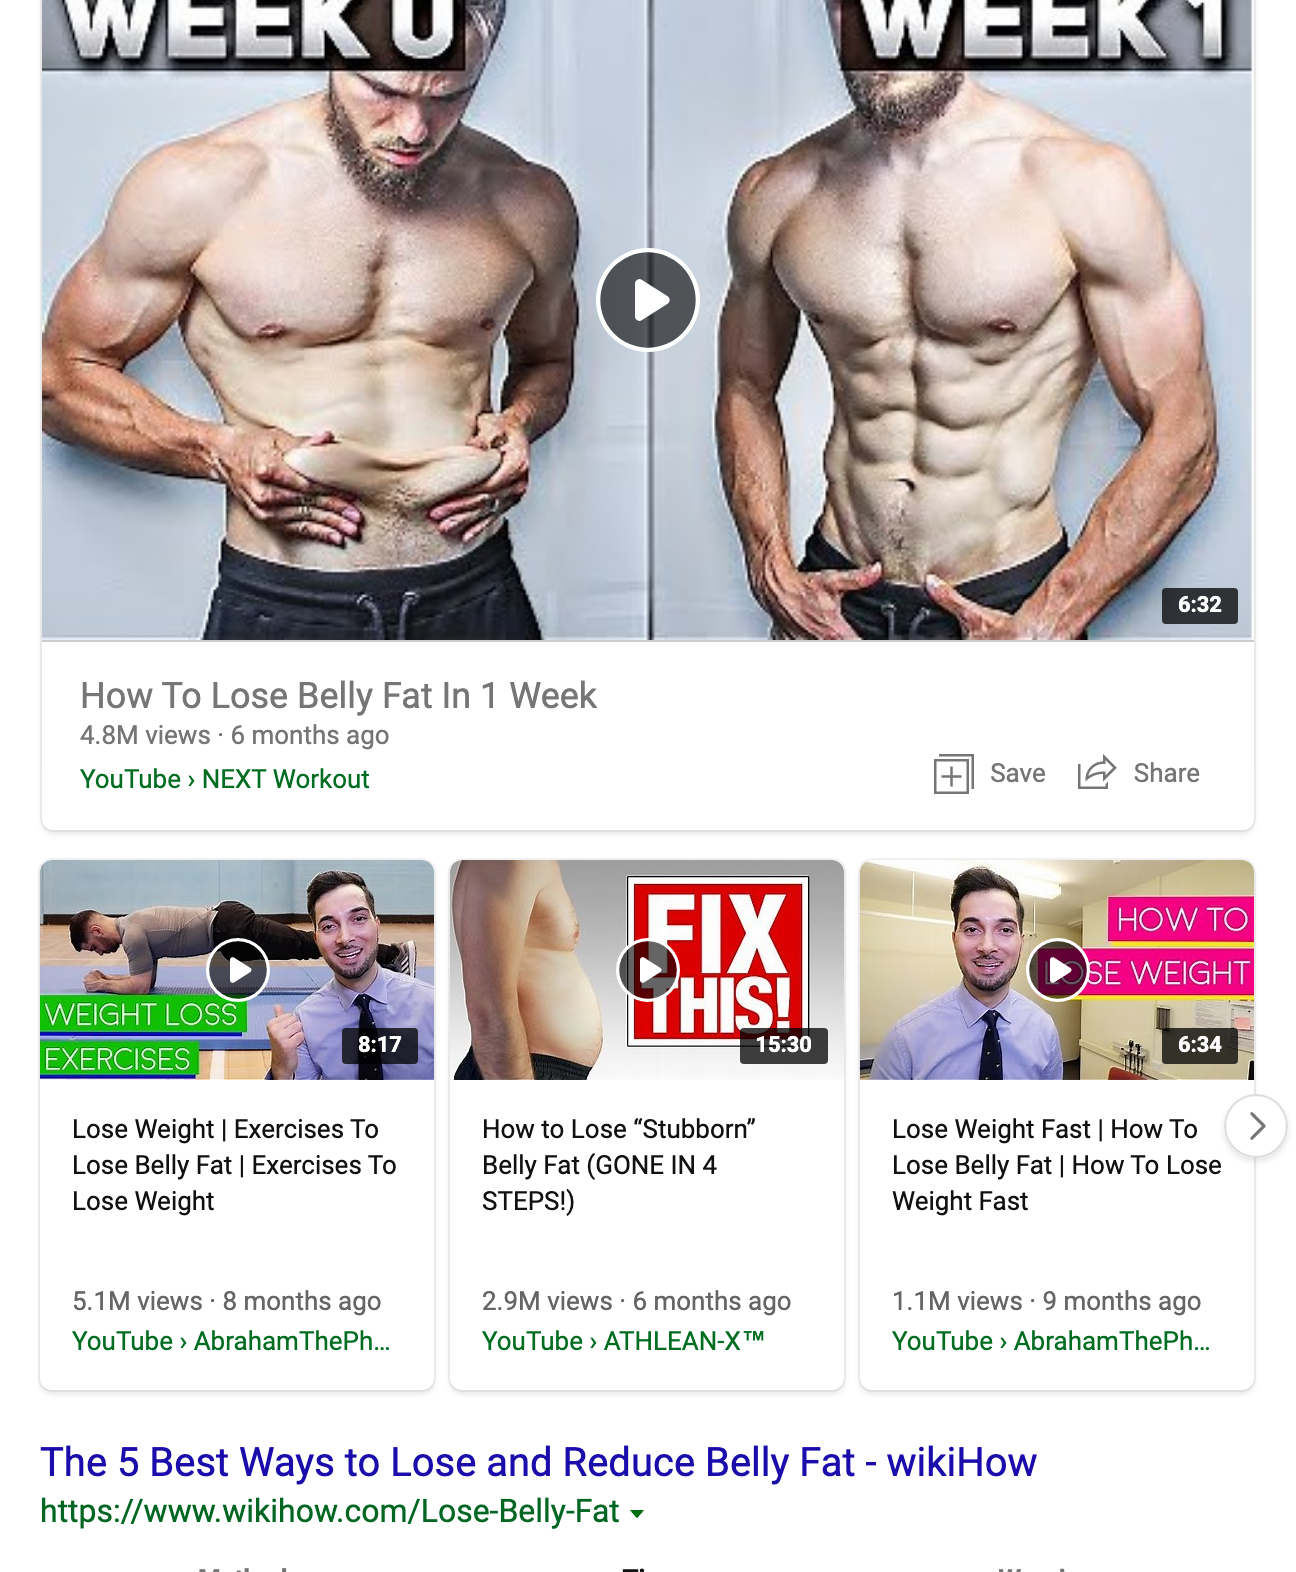 WEEK 0
WEEK 1
6:32
How To Lose Belly Fat In 1 Week
4.8M views · 6 months ago
YouTube › NEXT Workout
Save
Share
WEIGHT LOSS
EXERCISES
8:17
Lose Weight | Exercises To
Lose Belly Fat | Exercises To
Lose Weight
5.1M views · 8 months ago
YouTube › AbrahamThePh...
FIX
THIS!
15:30
How to Lose “Stubborn”
Belly Fat (GONE IN 4
STEPS!)
2.9M views · 6 months ago
YouTube › ATHLEAN-X™
HOW TO
LOSE WEIGHT
6:34
Lose Weight Fast | How To
Lose Belly Fat | How To Lose
Weight Fast
1.1M views · 9 months ago
YouTube › AbrahamThePh...
The 5 Best Ways to Lose and Reduce Belly Fat - wikiHow
https://www.wikihow.com/Lose-Belly-Fat